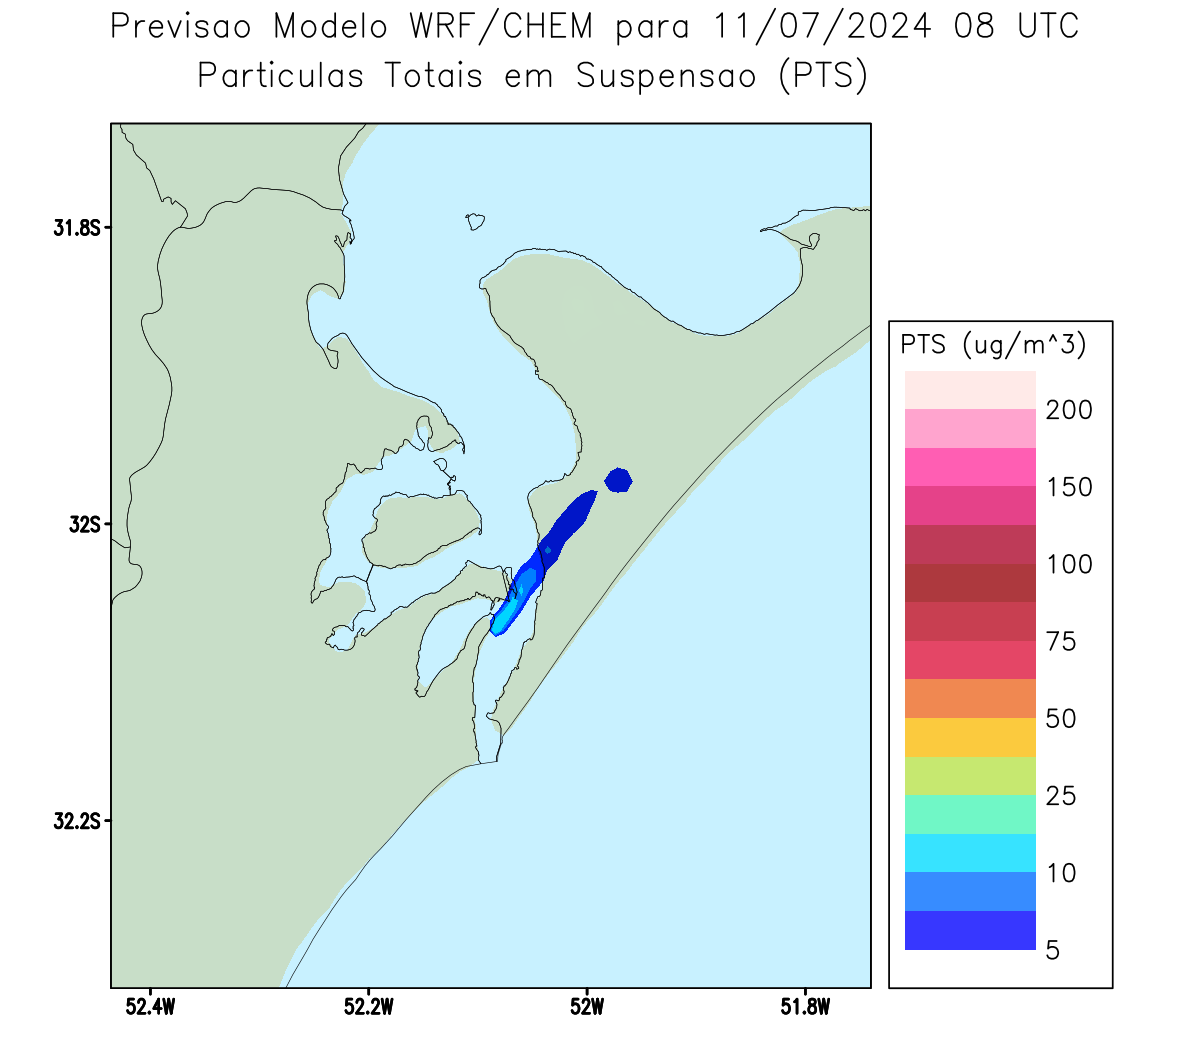 Previsao Modelo WRF/CHEM para 11/07/2024 08 UTC
Particulas Totais em Suspensao (PTS)
31.8S
32S
32.2S
52.4W
52.2W
52W
51.8W
PTS (ug/m^3)
200
150
100
75
50
25
10
5